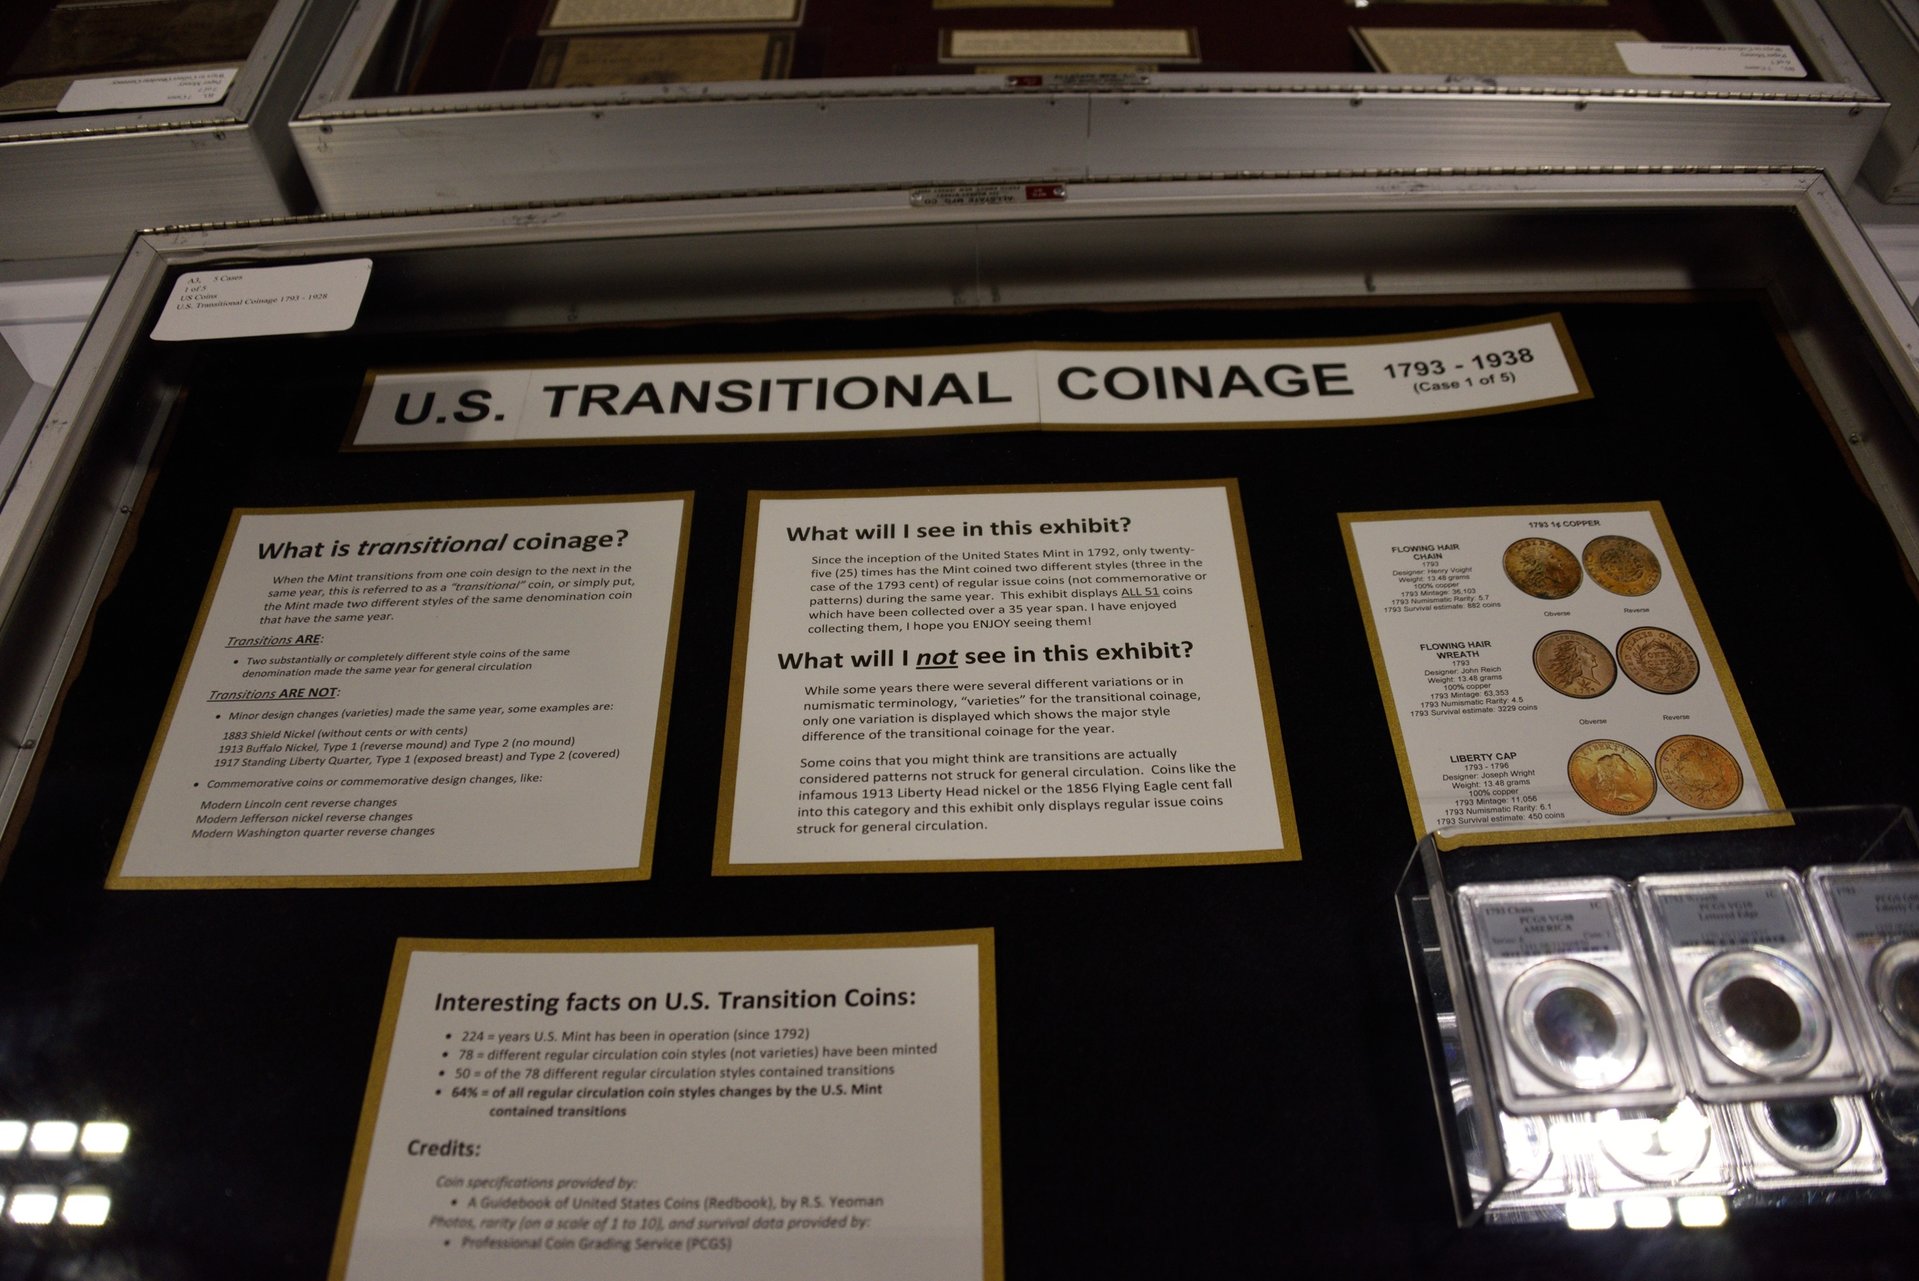 A3, 5 Cases
1 of 5
US Coins
U.S. Transitional Coinage 1793 - 1928
U.S. TRANSITIONAL COINAGE 1793 - 1938
(Case 1 of 5)
What is transitional coinage?
When the Mint transitions from one coin design to the next in the
same year, this is referred to as a "transitional" coin, or simply put,
the Mint made two different styles of the same denomination coin
that have the same year.
Transitions ARE:
• Two substantially or completely different style coins of the same
denomination made the same year for general circulation
Transitions ARE NOT:
• Minor design changes (varieties) made the same year, some examples are:
1883 Shield Nickel (without cents or with cents)
1913 Buffalo Nickel, Type 1 (reverse mound) and Type 2 (no mound)
1917 Standing Liberty Quarter, Type 1 (exposed breast) and Type 2 (covered)
• Commemorative coins or commemorative design changes, like:
Modern Lincoln cent reverse changes
Modern Jefferson nickel reverse changes
Modern Washington quarter reverse changes
What will I see in this exhibit?
Since the inception of the United States Mint in 1792, only twenty-
five (25) times has the Mint coined two different styles (three in the
case of the 1793 cent) of regular issue coins (not commemorative or
patterns) during the same year. This exhibit displays ALL 51 coins
which have been collected over a 35 year span. I have enjoyed
collecting them, I hope you ENJOY seeing them!
What will I not see in this exhibit?
While some years there were several different variations or in
numismatic terminology, "varieties" for the transitional coinage,
only one variation is displayed which shows the major style
difference of the transitional coinage for the year.
Some coins that you might think are transitions are actually
considered patterns not struck for general circulation. Coins like the
infamous 1913 Liberty Head nickel or the 1856 Flying Eagle cent fall
into this category and this exhibit only displays regular issue coins
struck for general circulation.
1793 1¢ COPPER
FLOWING HAIR
CHAIN
1793
Designer: Henry Voight
Weight: 13.48 grams
100% copper
1793 Mintage: 36,103
1793 Numismatic Rarity: 5.7
1793 Survival estimate: 882 coins
Obverse
Reverse
FLOWING HAIR
WREATH
1793
Designer: John Reich
Weight: 13.48 grams
100% copper
1793 Mintage: 63,353
1793 Numismatic Rarity: 4.5
1793 Survival estimate: 3229 coins
Obverse
Reverse
LIBERTY CAP
1793 - 1796
Designer: Joseph Wright
Weight: 13.48 grams
100% copper
1793 Mintage: 11,056
1793 Numismatic Rarity: 6.1
1793 Survival estimate: 450 coins
Interesting facts on U.S. Transition Coins:
• 224 = years U.S. Mint has been in operation (since 1792)
• 78 = different regular circulation coin styles (not varieties) have been minted
• 50 = of the 78 different regular circulation styles contained transitions
• 64% = of all regular circulation coin styles changes by the U.S. Mint
contained transitions
Credits:
Coin specifications provided by:
• A Guidebook of United States Coins (Redbook), by R.S. Yeoman
Photos, rarity (on a scale of 1 to 10), and survival data provided by:
• Professional Coin Grading Service (PCGS)
1793 Chain 1C
PCGS VG08
AMERICA
1C
PCGS VG10
Lettered Edge
1793